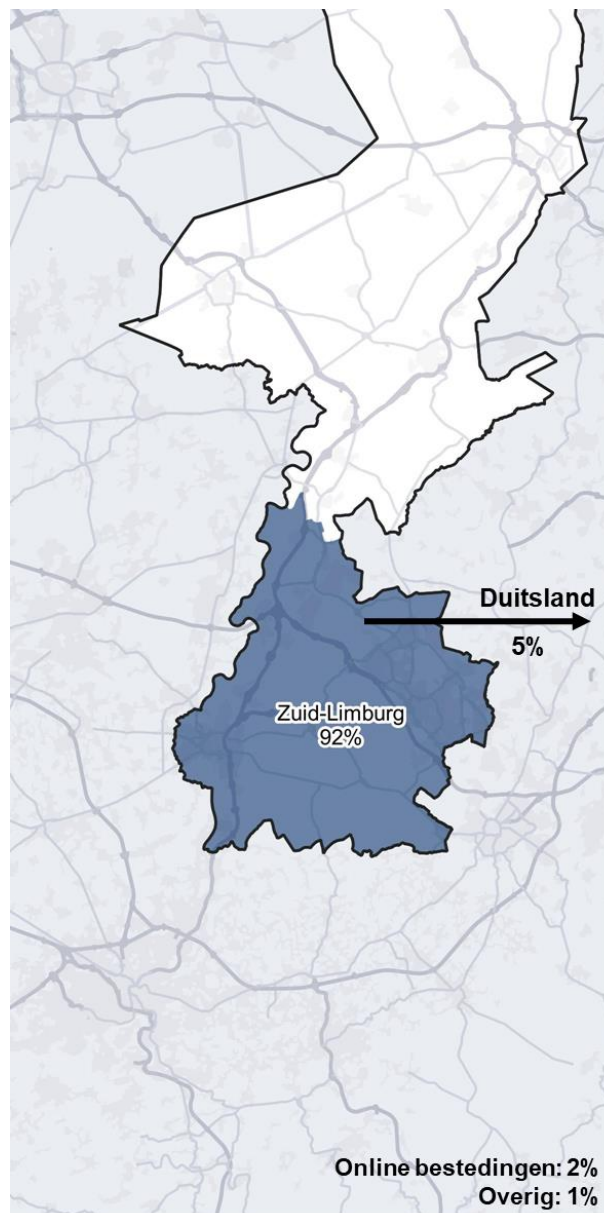 Duitsland
5%
Zuid-Limburg
92%
Online bestedingen: 2%
Overig: 1%